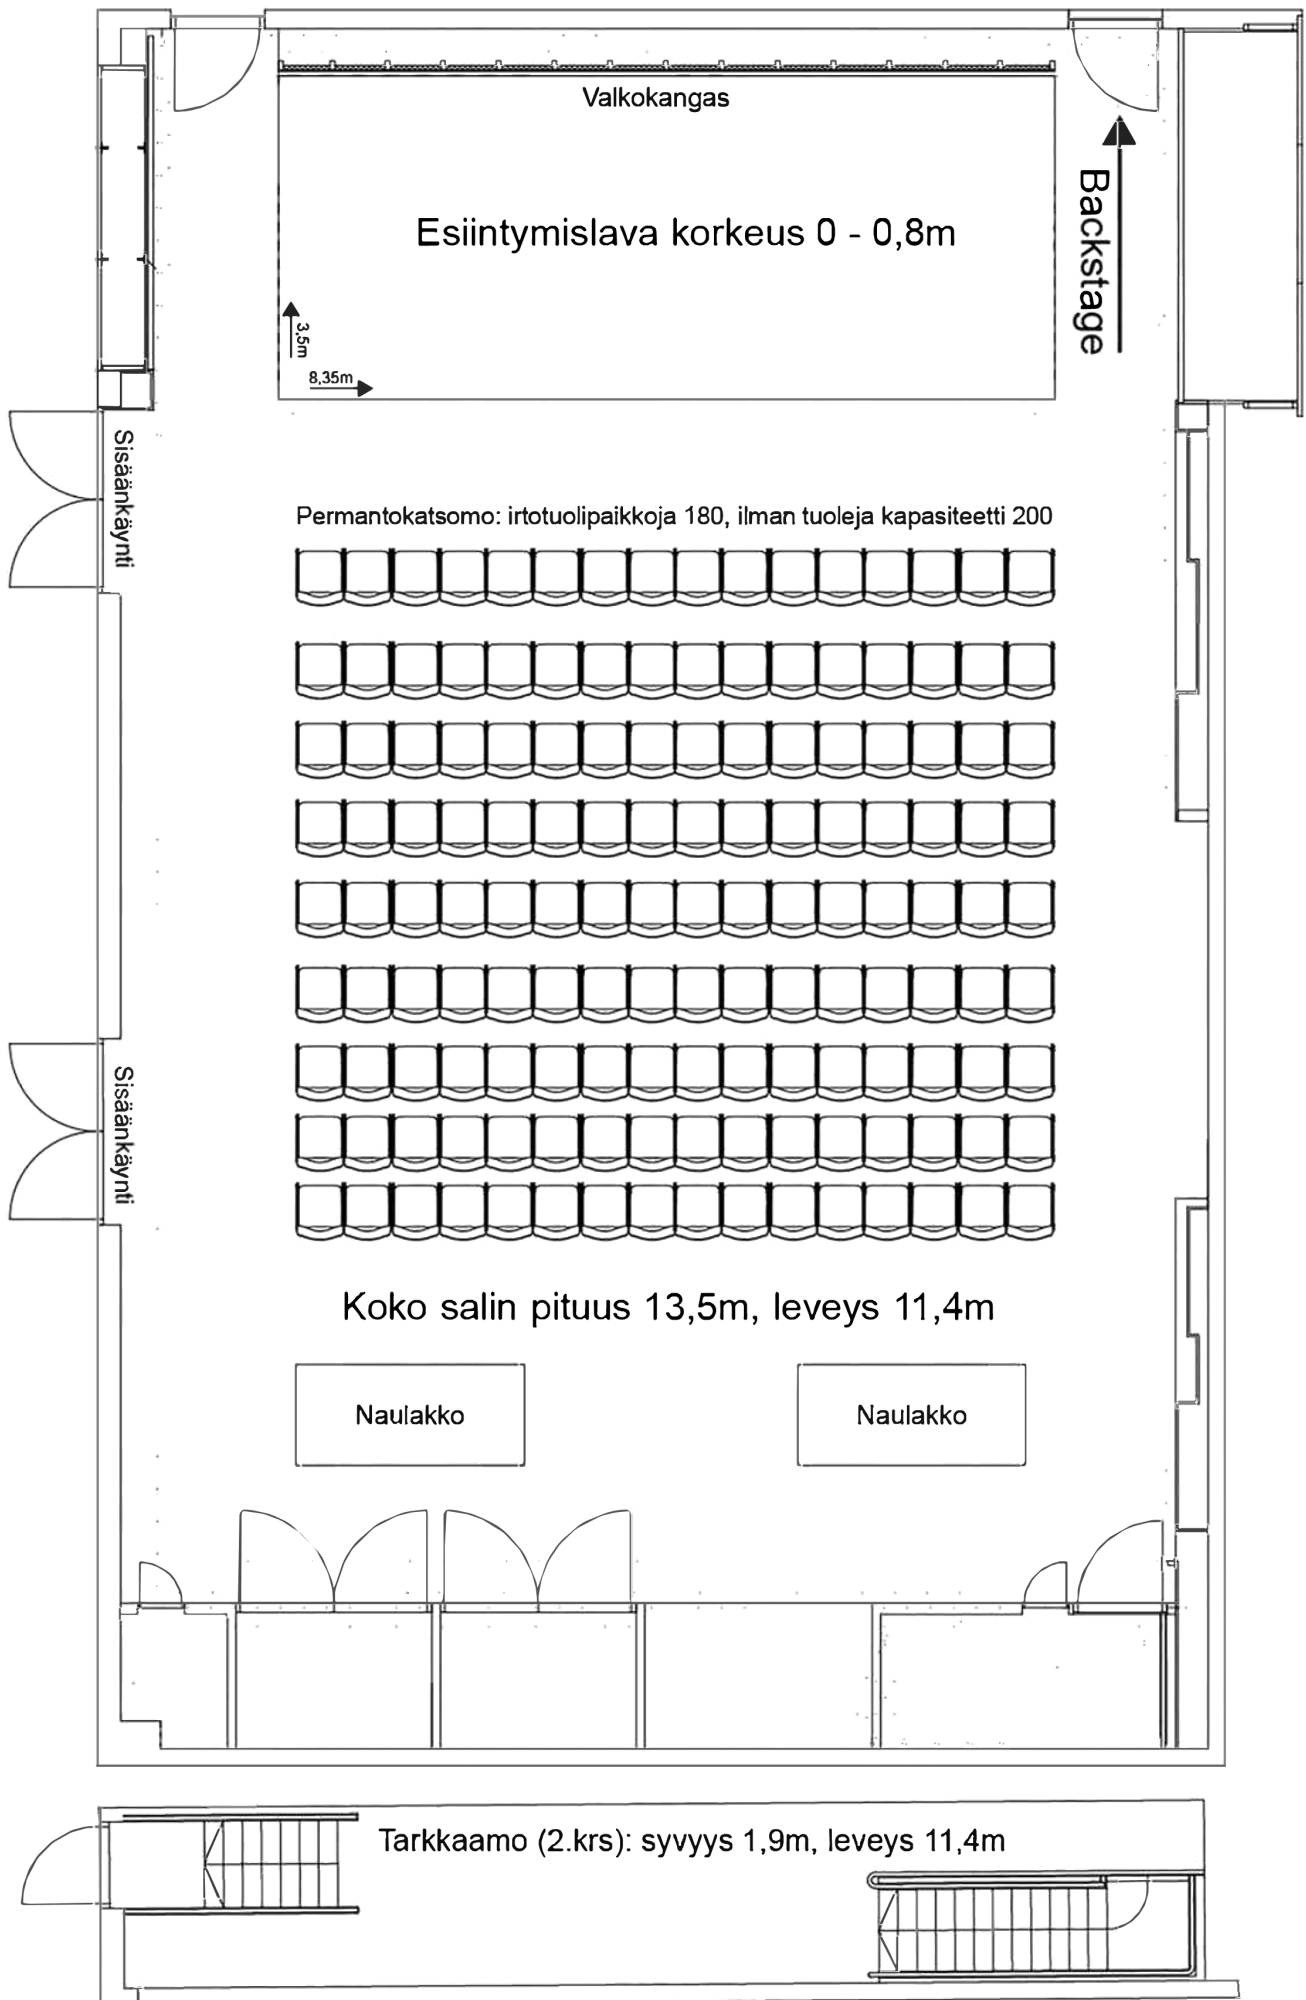 Valkokangas
Esiintymislava korkeus 0 - 0,8m
Backstage
3,5m
8,35m
Sisäänkäynti
Permantokatsomo: irtotuolipaikkoja 180, ilman tuoleja kapasiteetti 200
Sisäänkäynti
Koko salin pituus 13,5m, leveys 11,4m
Naulakko
Naulakko
Tarkkaamo (2.krs): syvyys 1,9m, leveys 11,4m